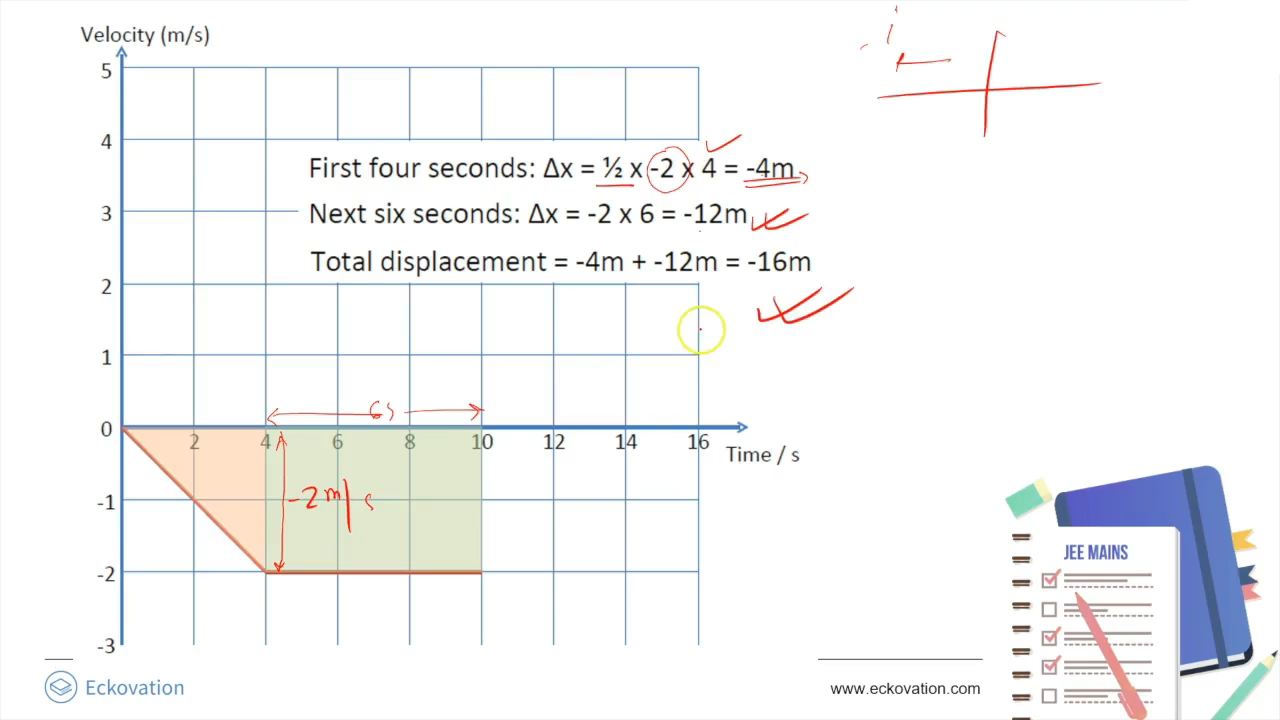 Velocity (m/s)
5
4
First four seconds: Δx = ½ x -2 x 4 = -4m
3
Next six seconds: Δx = -2 x 6 = -12m
Total displacement = -4m + -12m = -16m
2
1
6s
0
2 4 6 8 10 12 14 16
Time / s
-1
-2m/s
-2
-3
JEE MAINS
Eckovation
www.eckovation.com